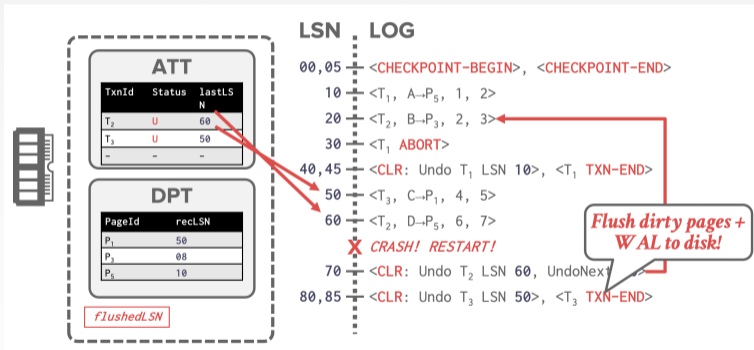 LSN LOG
ATT
TxnId Status lastLS
N
T₂ U 60
T₃ U 50
- - -
DPT
PageId recLSN
P₁ 50
P₃ 08
P₅ 10
flushedLSN
00,05 <CHECKPOINT-BEGIN>, <CHECKPOINT-END>
10 <T₁, A→P₅, 1, 2>
20 <T₂, B→P₃, 2, 3>
30 <T₁ ABORT>
40,45 <CLR: Undo T₁ LSN 10>, <T₁ TXN-END>
50 <T₃, C→P₁, 4, 5>
60 <T₂, D→P₅, 6, 7>
X CRASH! RESTART!
70 <CLR: Undo T₂ LSN 60, UndoNext
80,85 <CLR: Undo T₃ LSN 50>, <T₃ TXN-END>
Flush dirty pages +
WAL to disk!